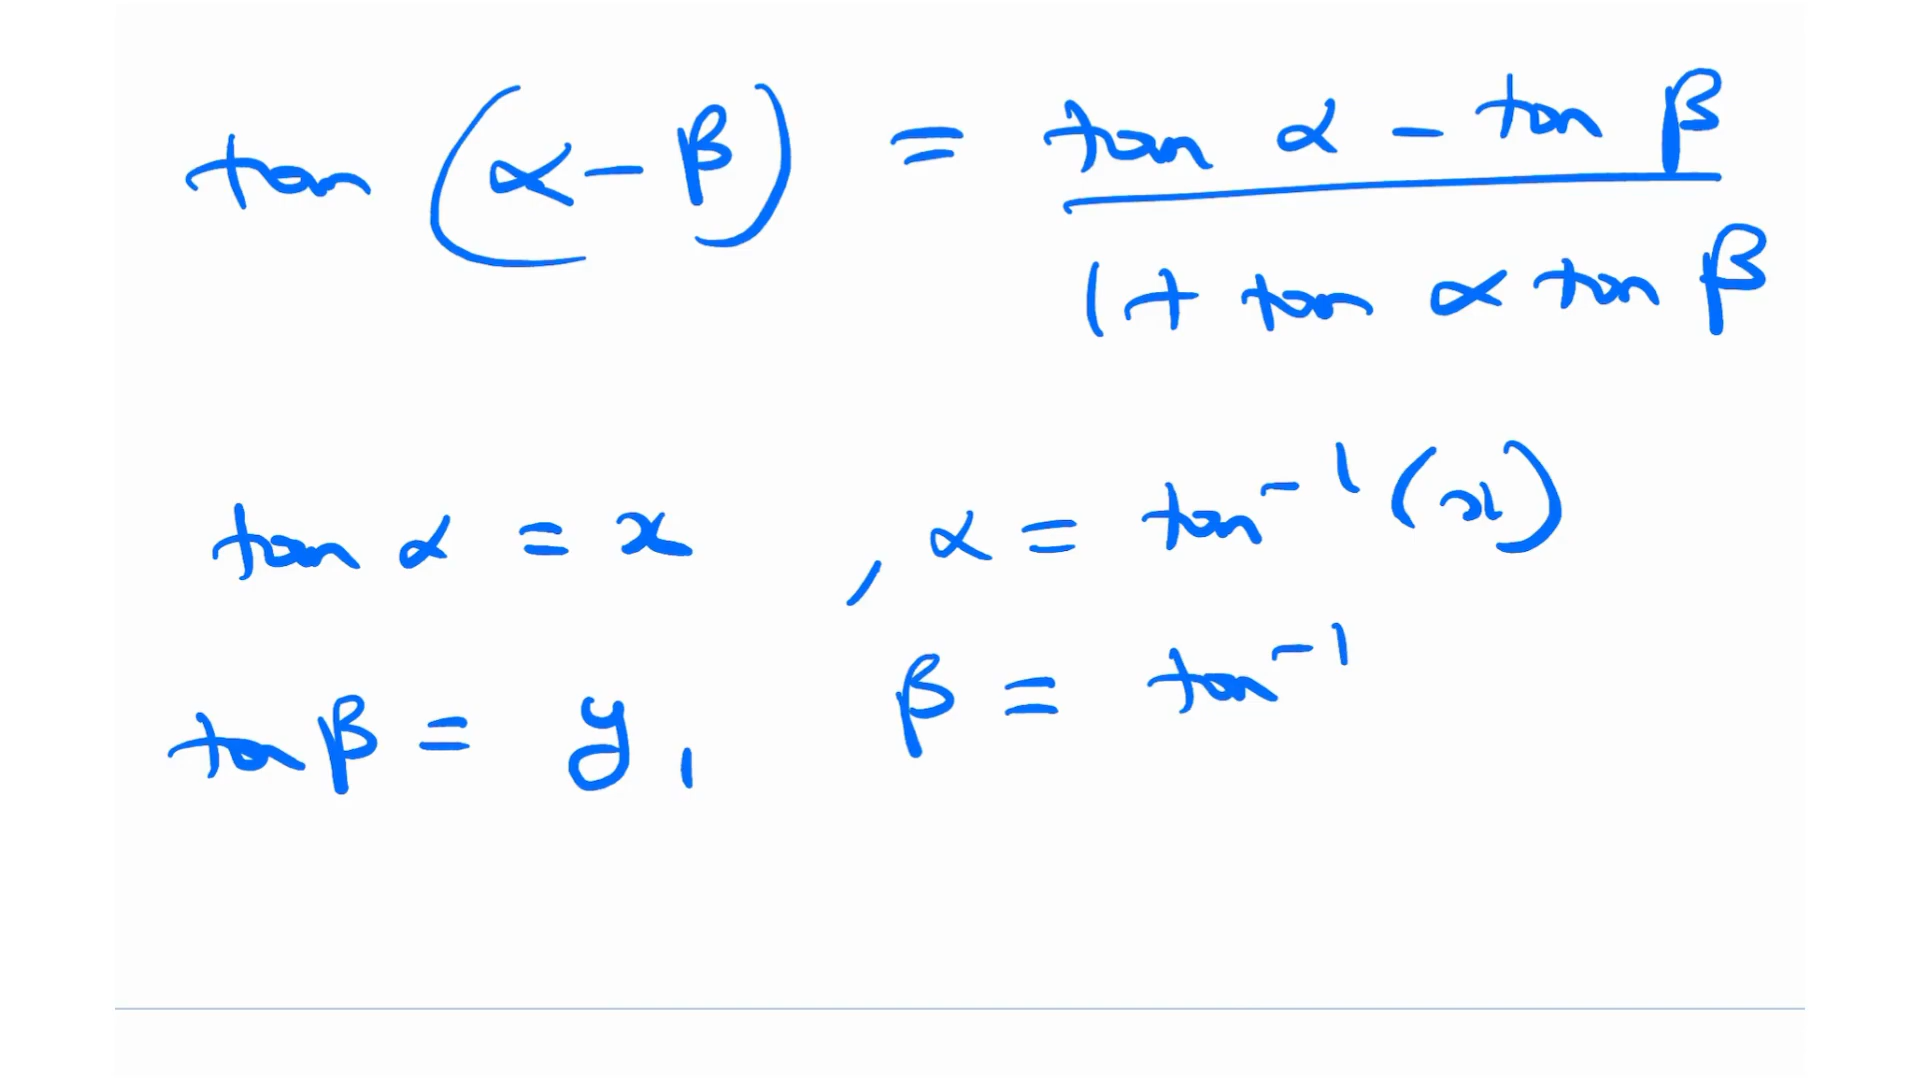 tan (α - β) = (tan α - tan β) / (1 + tan α tan β)
tan α = x , α = tan⁻¹ (x)
tan β = y , β = tan⁻¹